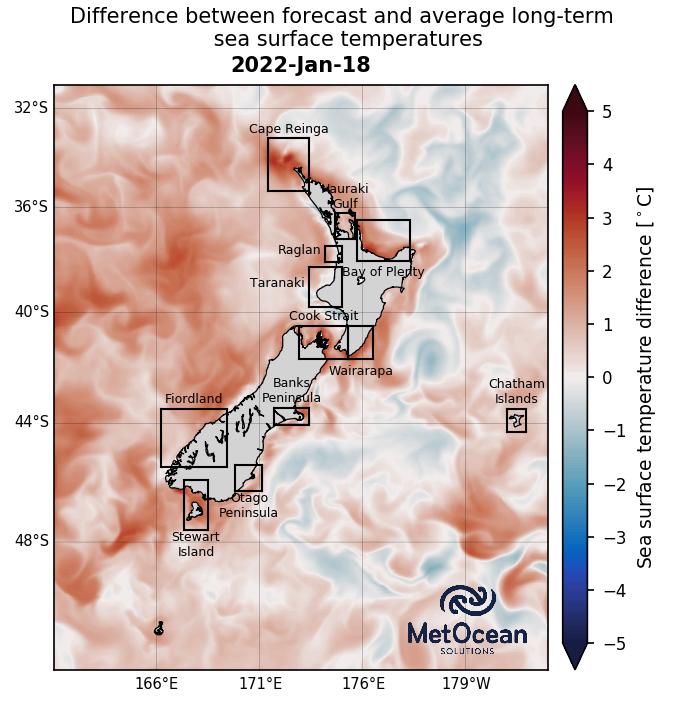 Difference between forecast and average long-term
sea surface temperatures
2022-Jan-18
32°S
36°S
40°S
44°S
48°S
Cape Reinga
Hauraki
Gulf
Raglan
Bay of Plenty
Taranaki
Cook Strait
Wairarapa
Banks
Peninsula
Fiordland
Chatham
Islands
Otago
Peninsula
Stewart
Island
MetOcean
SOLUTIONS
166°E
171°E
176°E
179°W
5
4
3
2
1
0
−1
−2
−3
−4
−5
Sea surface temperature difference [°C]